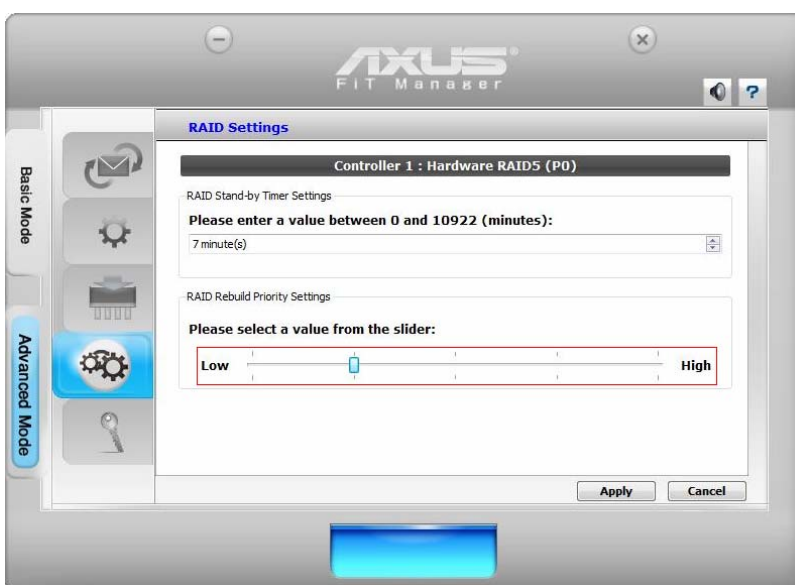 AXUS
FiT Manager
?
RAID Settings
Basic Mode
Advanced Mode
Controller 1 : Hardware RAID5 (P0)
RAID Stand-by Timer Settings
Please enter a value between 0 and 10922 (minutes):
7 minute(s)
RAID Rebuild Priority Settings
Please select a value from the slider:
Low High
Apply Cancel